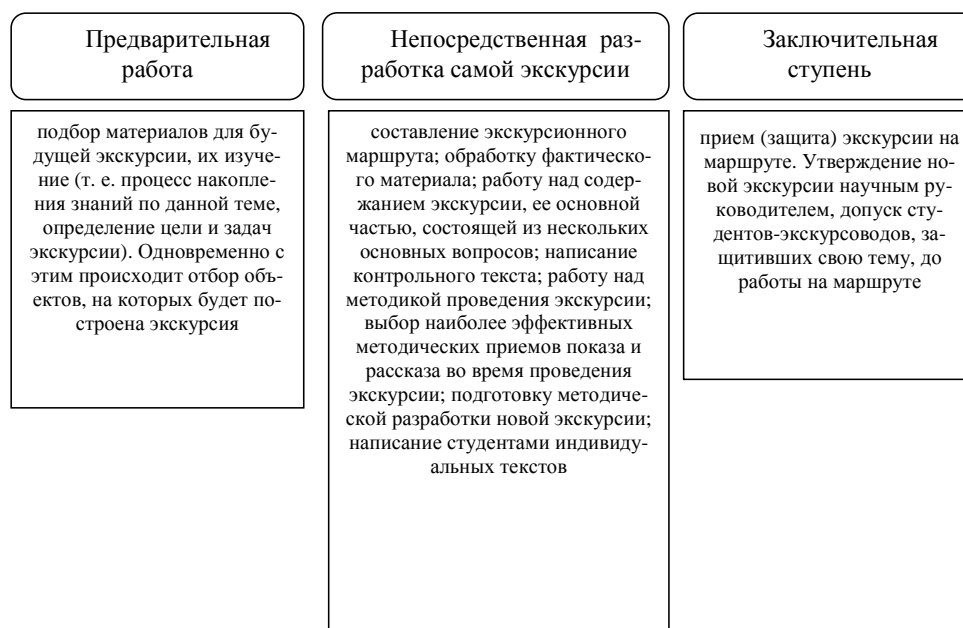 Предварительная
работа
подбор материалов для бу-
дущей экскурсии, их изуче-
ние (т. е. процесс накопле-
ния знаний по данной теме,
определение цели и задач
экскурсии). Одновременно с
этим происходит отбор объ-
ектов, на которых будет по-
строена экскурсия
Непосредственная раз-
работка самой экскурсии
составление экскурсионного
маршрута; обработку фактическо-
го материала; работу над содер-
жанием экскурсии, ее основной
частью, состоящей из нескольких
основных вопросов; написание
контрольного текста; работу над
методикой проведения экскурсии;
выбор наиболее эффективных
методических приемов показа и
рассказа во время проведения
экскурсии; подготовку методиче-
ской разработки новой экскурсии;
написание студентами индивиду-
альных текстов
Заключительная
ступень
прием (защита) экскурсии на
маршруте. Утверждение но-
вой экскурсии научным ру-
ководителем, допуск сту-
дентов-экскурсоводов, за-
щитивших свою тему, до
работы на маршруте